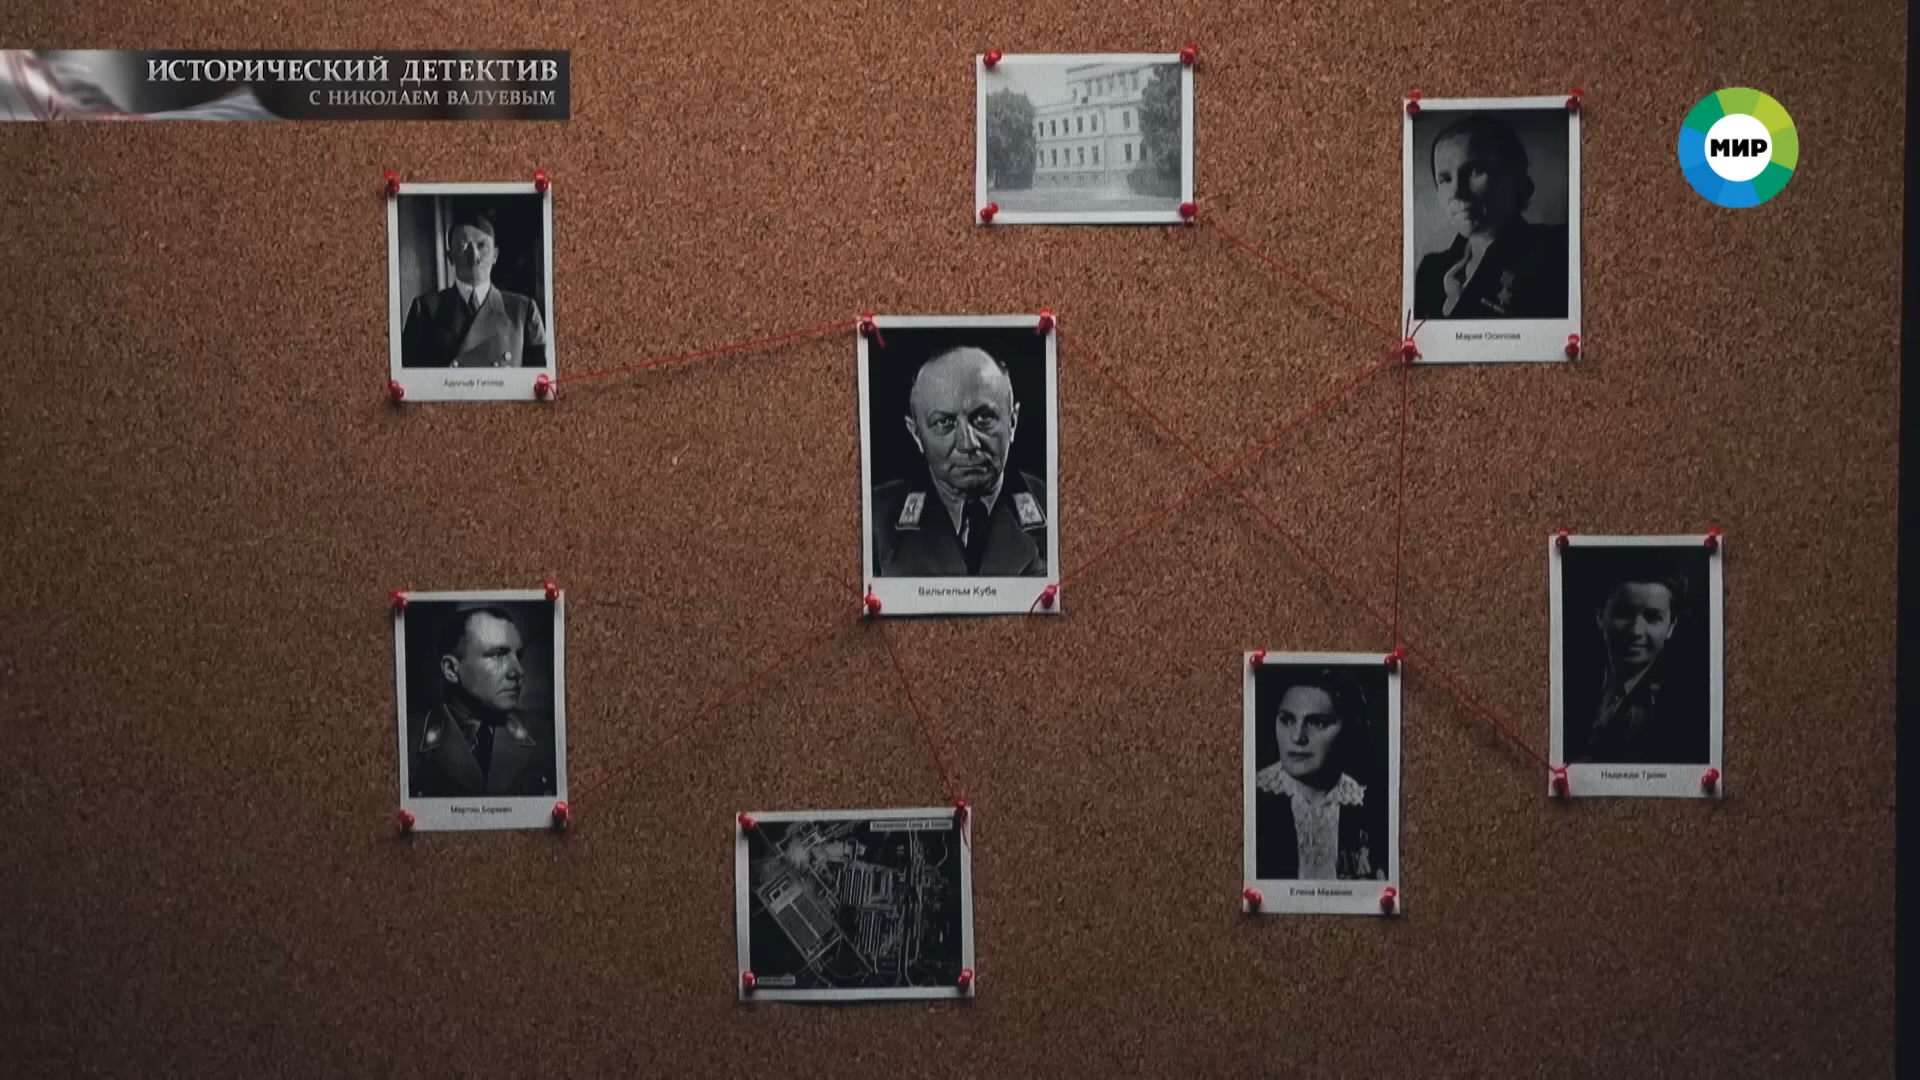 ИСТОРИЧЕСКИЙ ДЕТЕКТИВ
С НИКОЛАЕМ ВАЛУЕВЫМ
МИР
Адольф Гитлер
Мария Осипова
Вильгельм Кубе
Мартин Борман
Надежда Троян
Елена Мазаник